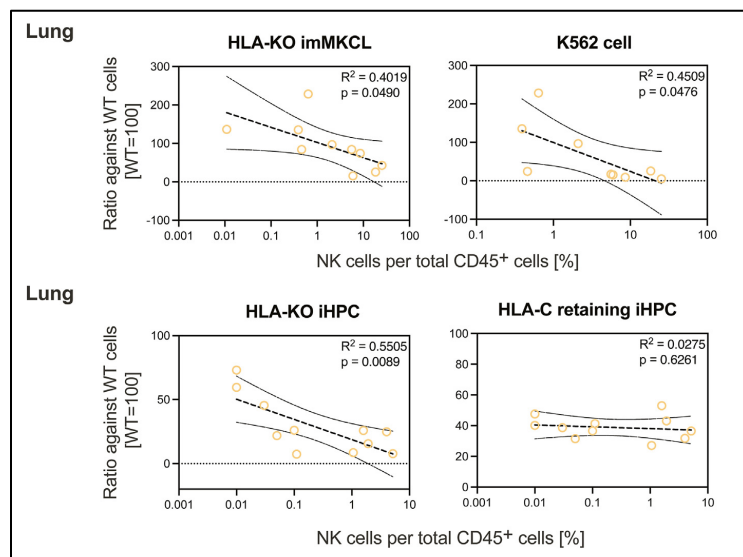 Lung
HLA-KO imMKCL
K562 cell
Ratio against WT cells
[WT=100]
300
200
100
0
-100
R² = 0.4019
p = 0.0490
0.001 0.01 0.1 1 10 100
300
200
100
0
-100
R² = 0.4509
p = 0.0476
0.1 1 10 100
NK cells per total CD45⁺ cells [%]
Lung
HLA-KO iHPC
HLA-C retaining iHPC
Ratio against WT cells
[WT=100]
100
50
0
R² = 0.5505
p = 0.0089
0.001 0.01 0.1 1 10
100
80
60
40
20
0
R² = 0.0275
p = 0.6261
0.001 0.01 0.1 1 10
NK cells per total CD45⁺ cells [%]